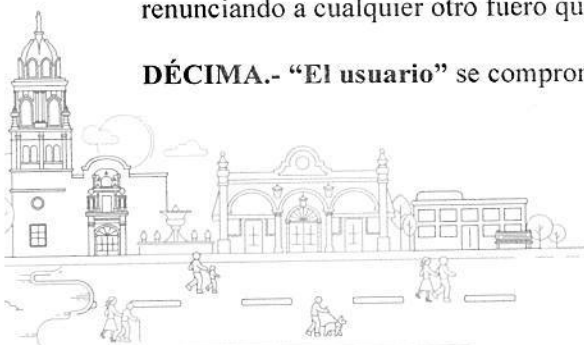 renunciando a cualquier otro fuero qu
DÉCIMA.- “El usuario” se compron